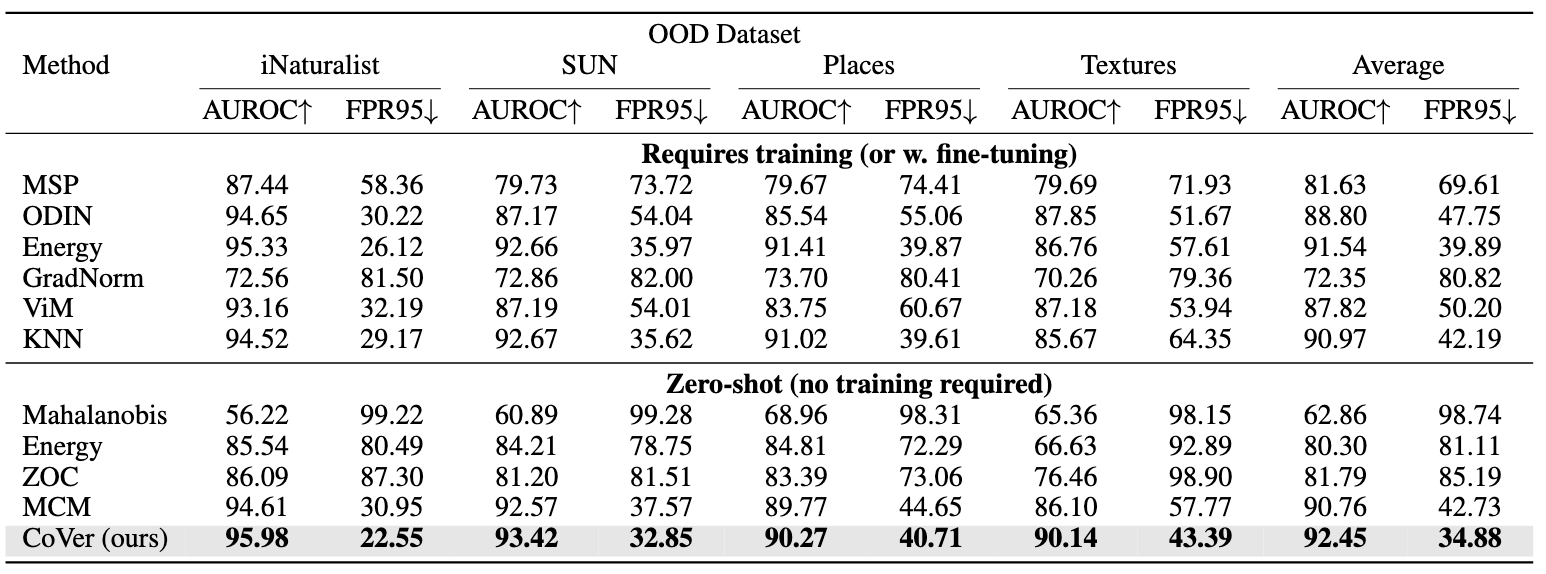 OOD Dataset
Method iNaturalist SUN Places Textures Average
AUROC↑ FPR95↓ AUROC↑ FPR95↓ AUROC↑ FPR95↓ AUROC↑ FPR95↓ AUROC↑ FPR95↓
Requires training (or w. fine-tuning)
MSP 87.44 58.36 79.73 73.72 79.67 74.41 79.69 71.93 81.63 69.61
ODIN 94.65 30.22 87.17 54.04 85.54 55.06 87.85 51.67 88.80 47.75
Energy 95.33 26.12 92.66 35.97 91.41 39.87 86.76 57.61 91.54 39.89
GradNorm 72.56 81.50 72.86 82.00 73.70 80.41 70.26 79.36 72.35 80.82
ViM 93.16 32.19 87.19 54.01 83.75 60.67 87.18 53.94 87.82 50.20
KNN 94.52 29.17 92.67 35.62 91.02 39.61 85.67 64.35 90.97 42.19
Zero-shot (no training required)
Mahalanobis 56.22 99.22 60.89 99.28 68.96 98.31 65.36 98.15 62.86 98.74
Energy 85.54 80.49 84.21 78.75 84.81 72.29 66.63 92.89 80.30 81.11
ZOC 86.09 87.30 81.20 81.51 83.39 73.06 76.46 98.90 81.79 85.19
MCM 94.61 30.95 92.57 37.57 89.77 44.65 86.10 57.77 90.76 42.73
CoVer (ours) 95.98 22.55 93.42 32.85 90.27 40.71 90.14 43.39 92.45 34.88